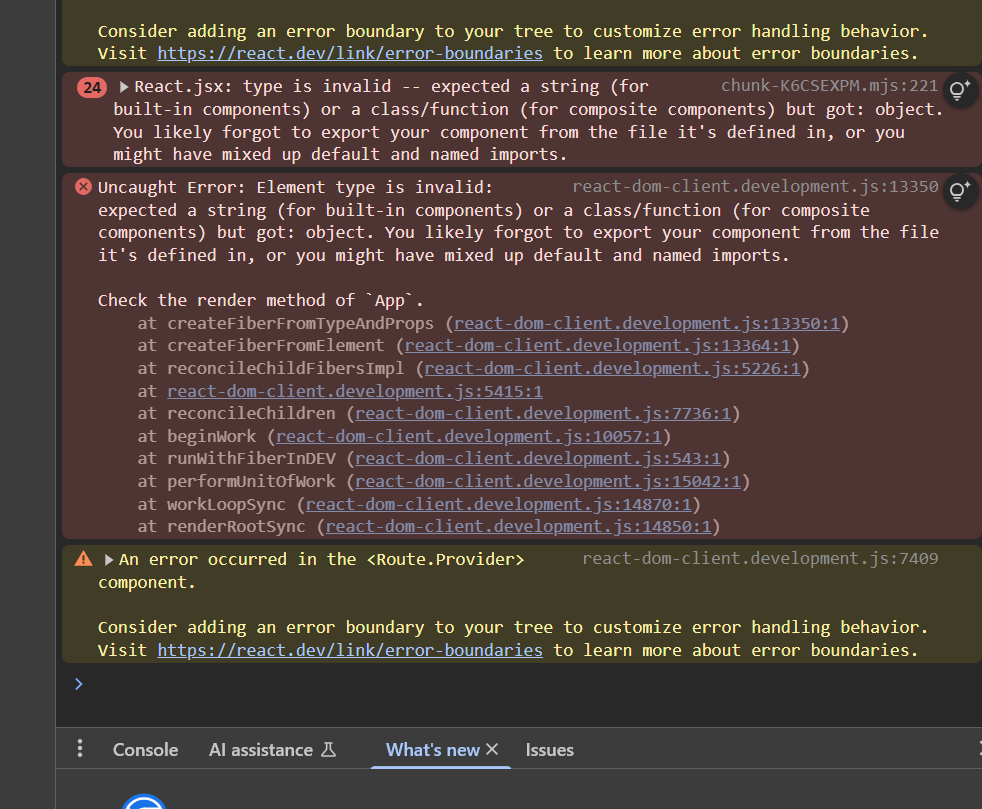 Consider adding an error boundary to your tree to customize error handling behavior.
Visit https://react.dev/link/error-boundaries to learn more about error boundaries.
24 ▶React.jsx: type is invalid -- expected a string (for chunk-K6CSEXPM.mjs:221
built-in components) or a class/function (for composite components) but got: object.
You likely forgot to export your component from the file it's defined in, or you
might have mixed up default and named imports.
Uncaught Error: Element type is invalid: react-dom-client.development.js:13350
expected a string (for built-in components) or a class/function (for composite
components) but got: object. You likely forgot to export your component from the file
it's defined in, or you might have mixed up default and named imports.
Check the render method of `App`.
at createFiberFromTypeAndProps (react-dom-client.development.js:13350:1)
at createFiberFromElement (react-dom-client.development.js:13364:1)
at reconcileChildFibersImpl (react-dom-client.development.js:5226:1)
at react-dom-client.development.js:5415:1
at reconcileChildren (react-dom-client.development.js:7736:1)
at beginWork (react-dom-client.development.js:10057:1)
at runWithFiberInDEV (react-dom-client.development.js:543:1)
at performUnitOfWork (react-dom-client.development.js:15042:1)
at workLoopSync (react-dom-client.development.js:14870:1)
at renderRootSync (react-dom-client.development.js:14850:1)
▶An error occurred in the <Route.Provider> react-dom-client.development.js:7409
component.
Consider adding an error boundary to your tree to customize error handling behavior.
Visit https://react.dev/link/error-boundaries to learn more about error boundaries.
Console AI assistance What's new Issues